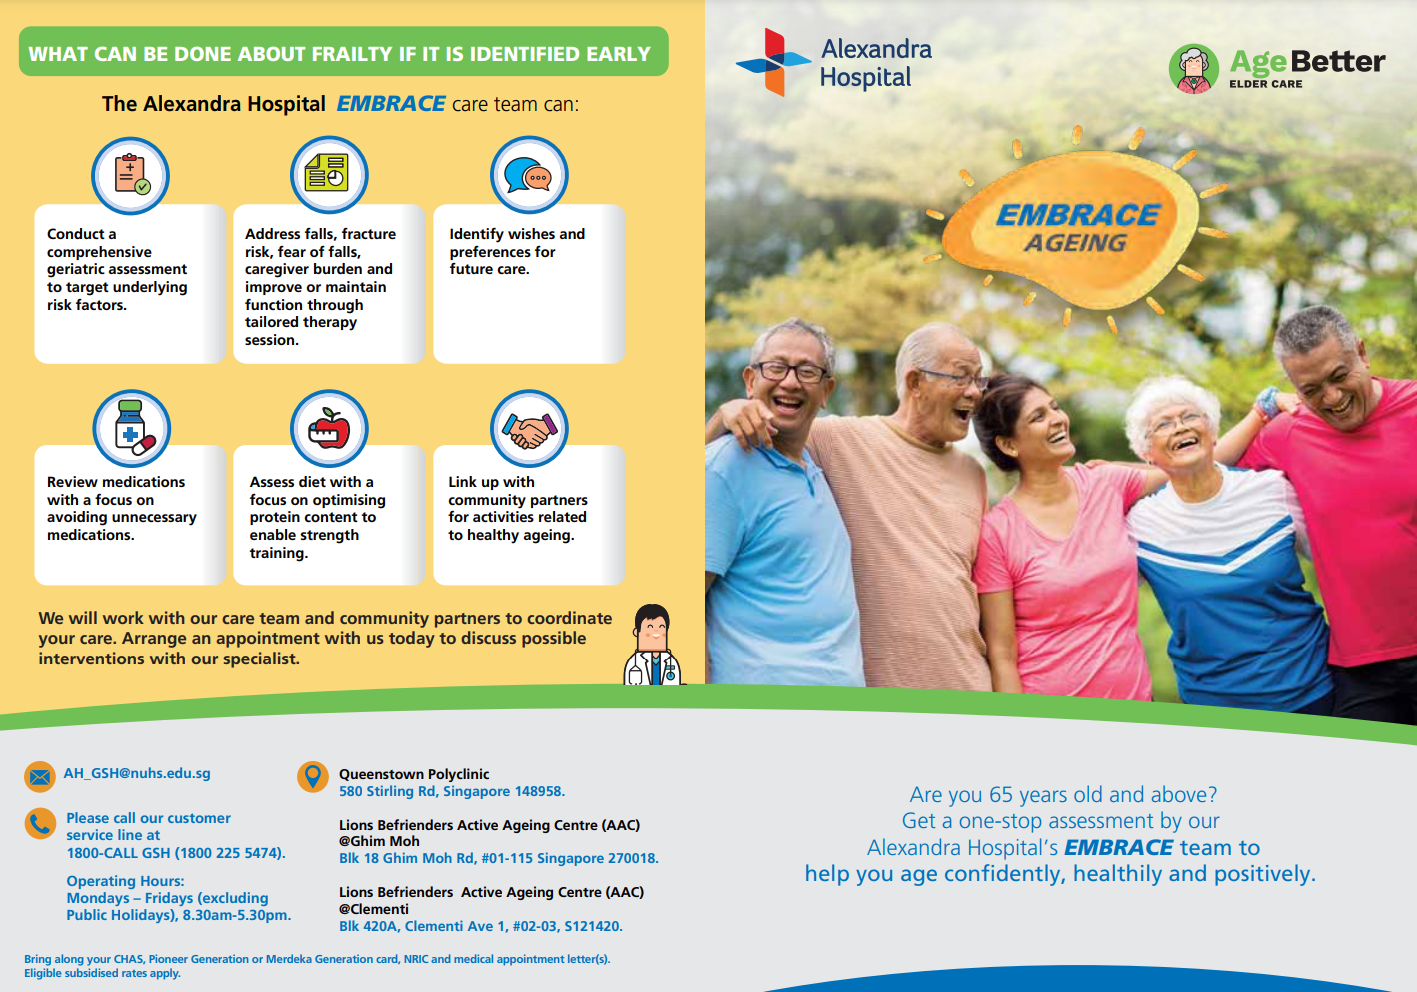 WHAT CAN BE DONE ABOUT FRAILTY IF IT IS IDENTIFIED EARLY
The Alexandra Hospital EMBRACE care team can:
Conduct a
comprehensive
geriatric assessment
to target underlying
risk factors.
Address falls, fracture
risk, fear of falls,
caregiver burden and
improve or maintain
function through
tailored therapy
session.
Identify wishes and
preferences for
future care.
Review medications
with a focus on
avoiding unnecessary
medications.
Assess diet with a
focus on optimising
protein content to
enable strength
training.
Link up with
community partners
for activities related
to healthy ageing.
We will work with our care team and community partners to coordinate
your care. Arrange an appointment with us today to discuss possible
interventions with our specialist.
AH_GSH@nuhs.edu.sg
Please call our customer
service line at
1800-CALL GSH (1800 225 5474).
Operating Hours:
Mondays – Fridays (excluding
Public Holidays), 8.30am-5.30pm.
Queenstown Polyclinic
580 Stirling Rd, Singapore 148958.
Lions Befrienders Active Ageing Centre (AAC)
@Ghim Moh
Blk 18 Ghim Moh Rd, #01-115 Singapore 270018.
Lions Befrienders Active Ageing Centre (AAC)
@Clementi
Blk 420A, Clementi Ave 1, #02-03, S121420.
Bring along your CHAS, Pioneer Generation or Merdeka Generation card, NRIC and medical appointment letter(s).
Eligible subsidised rates apply.
Alexandra
Hospital
Age Better
ELDER CARE
EMBRACE
AGEING
Are you 65 years old and above?
Get a one-stop assessment by our
Alexandra Hospital's EMBRACE team to
help you age confidently, healthily and positively.